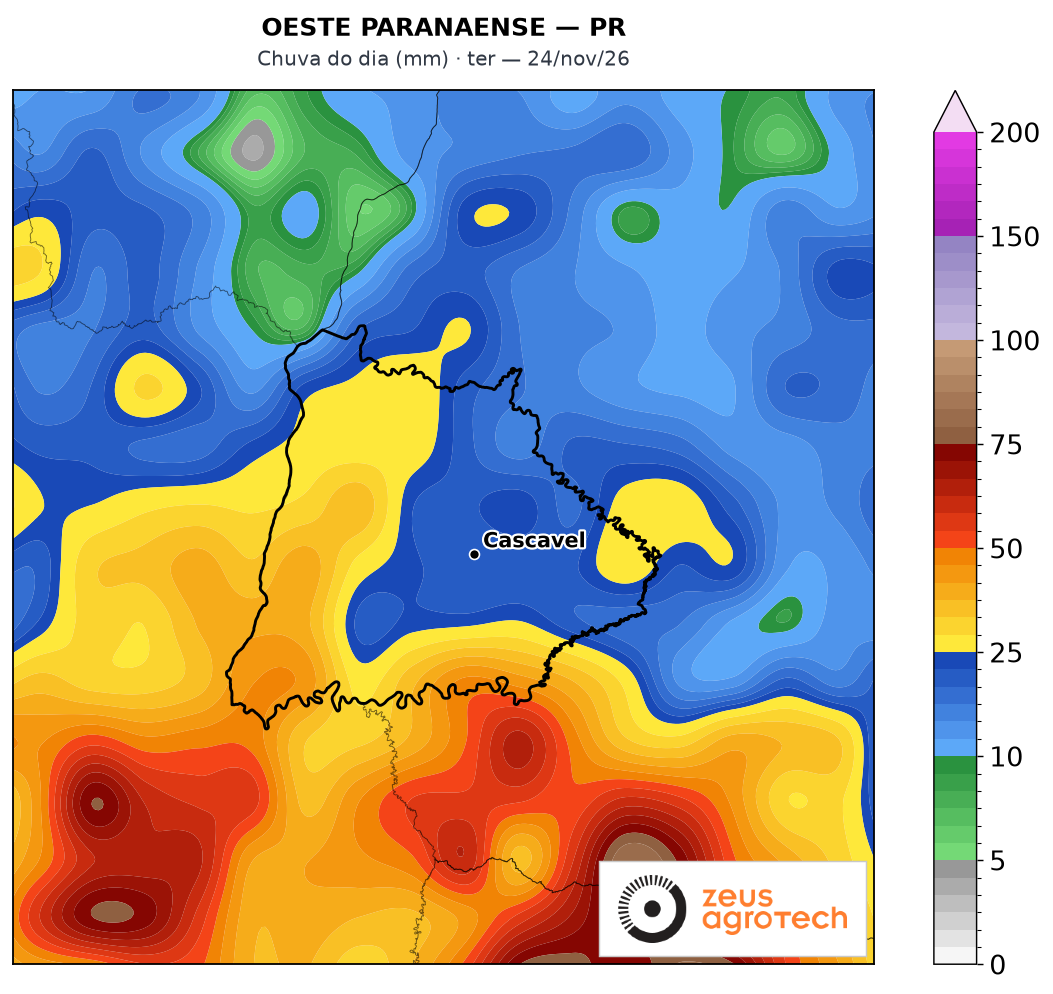 OESTE PARANAENSE — PR
Chuva do dia (mm) · ter — 24/nov/26
200
150
100
75
50
25
10
5
0
Cascavel
zeus
agrotech